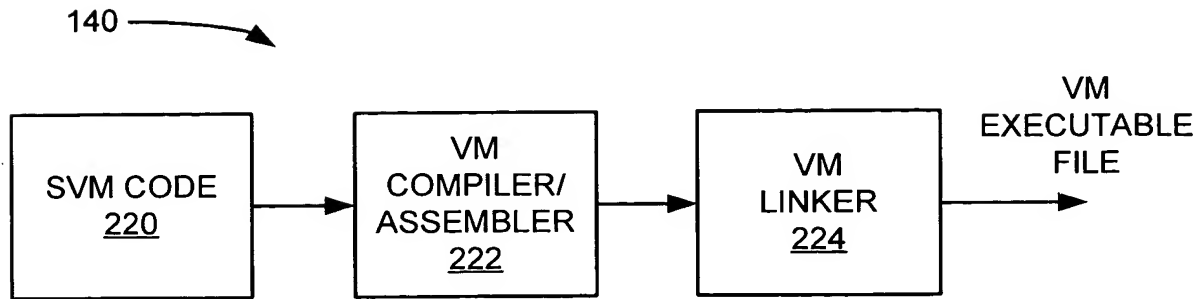 140
SVM CODE
220
VM
COMPILER/
ASSEMBLER
222
VM
LINKER
224
VM
EXECUTABLE
FILE